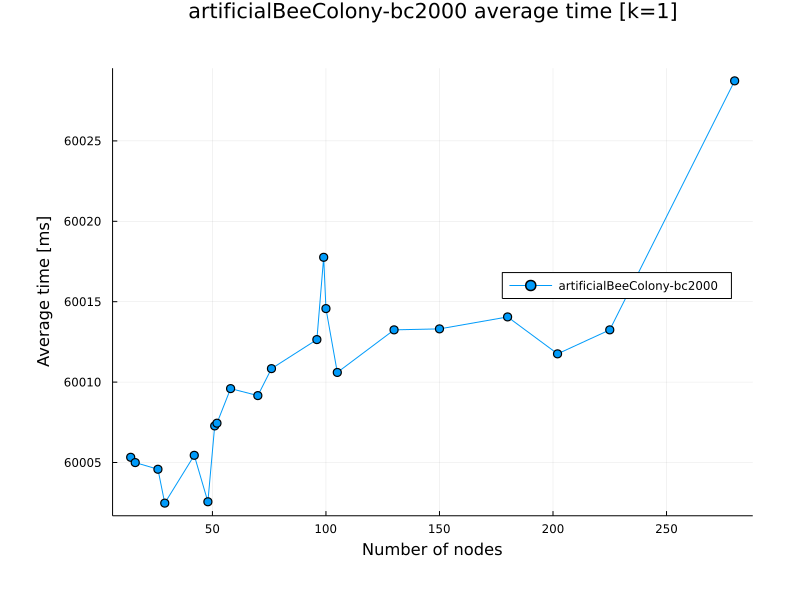 artificialBeeColony-bc2000 average time [k=1]
Average time [ms]
60025
60020
60015
60010
60005
artificialBeeColony-bc2000
50 100 150 200 250
Number of nodes